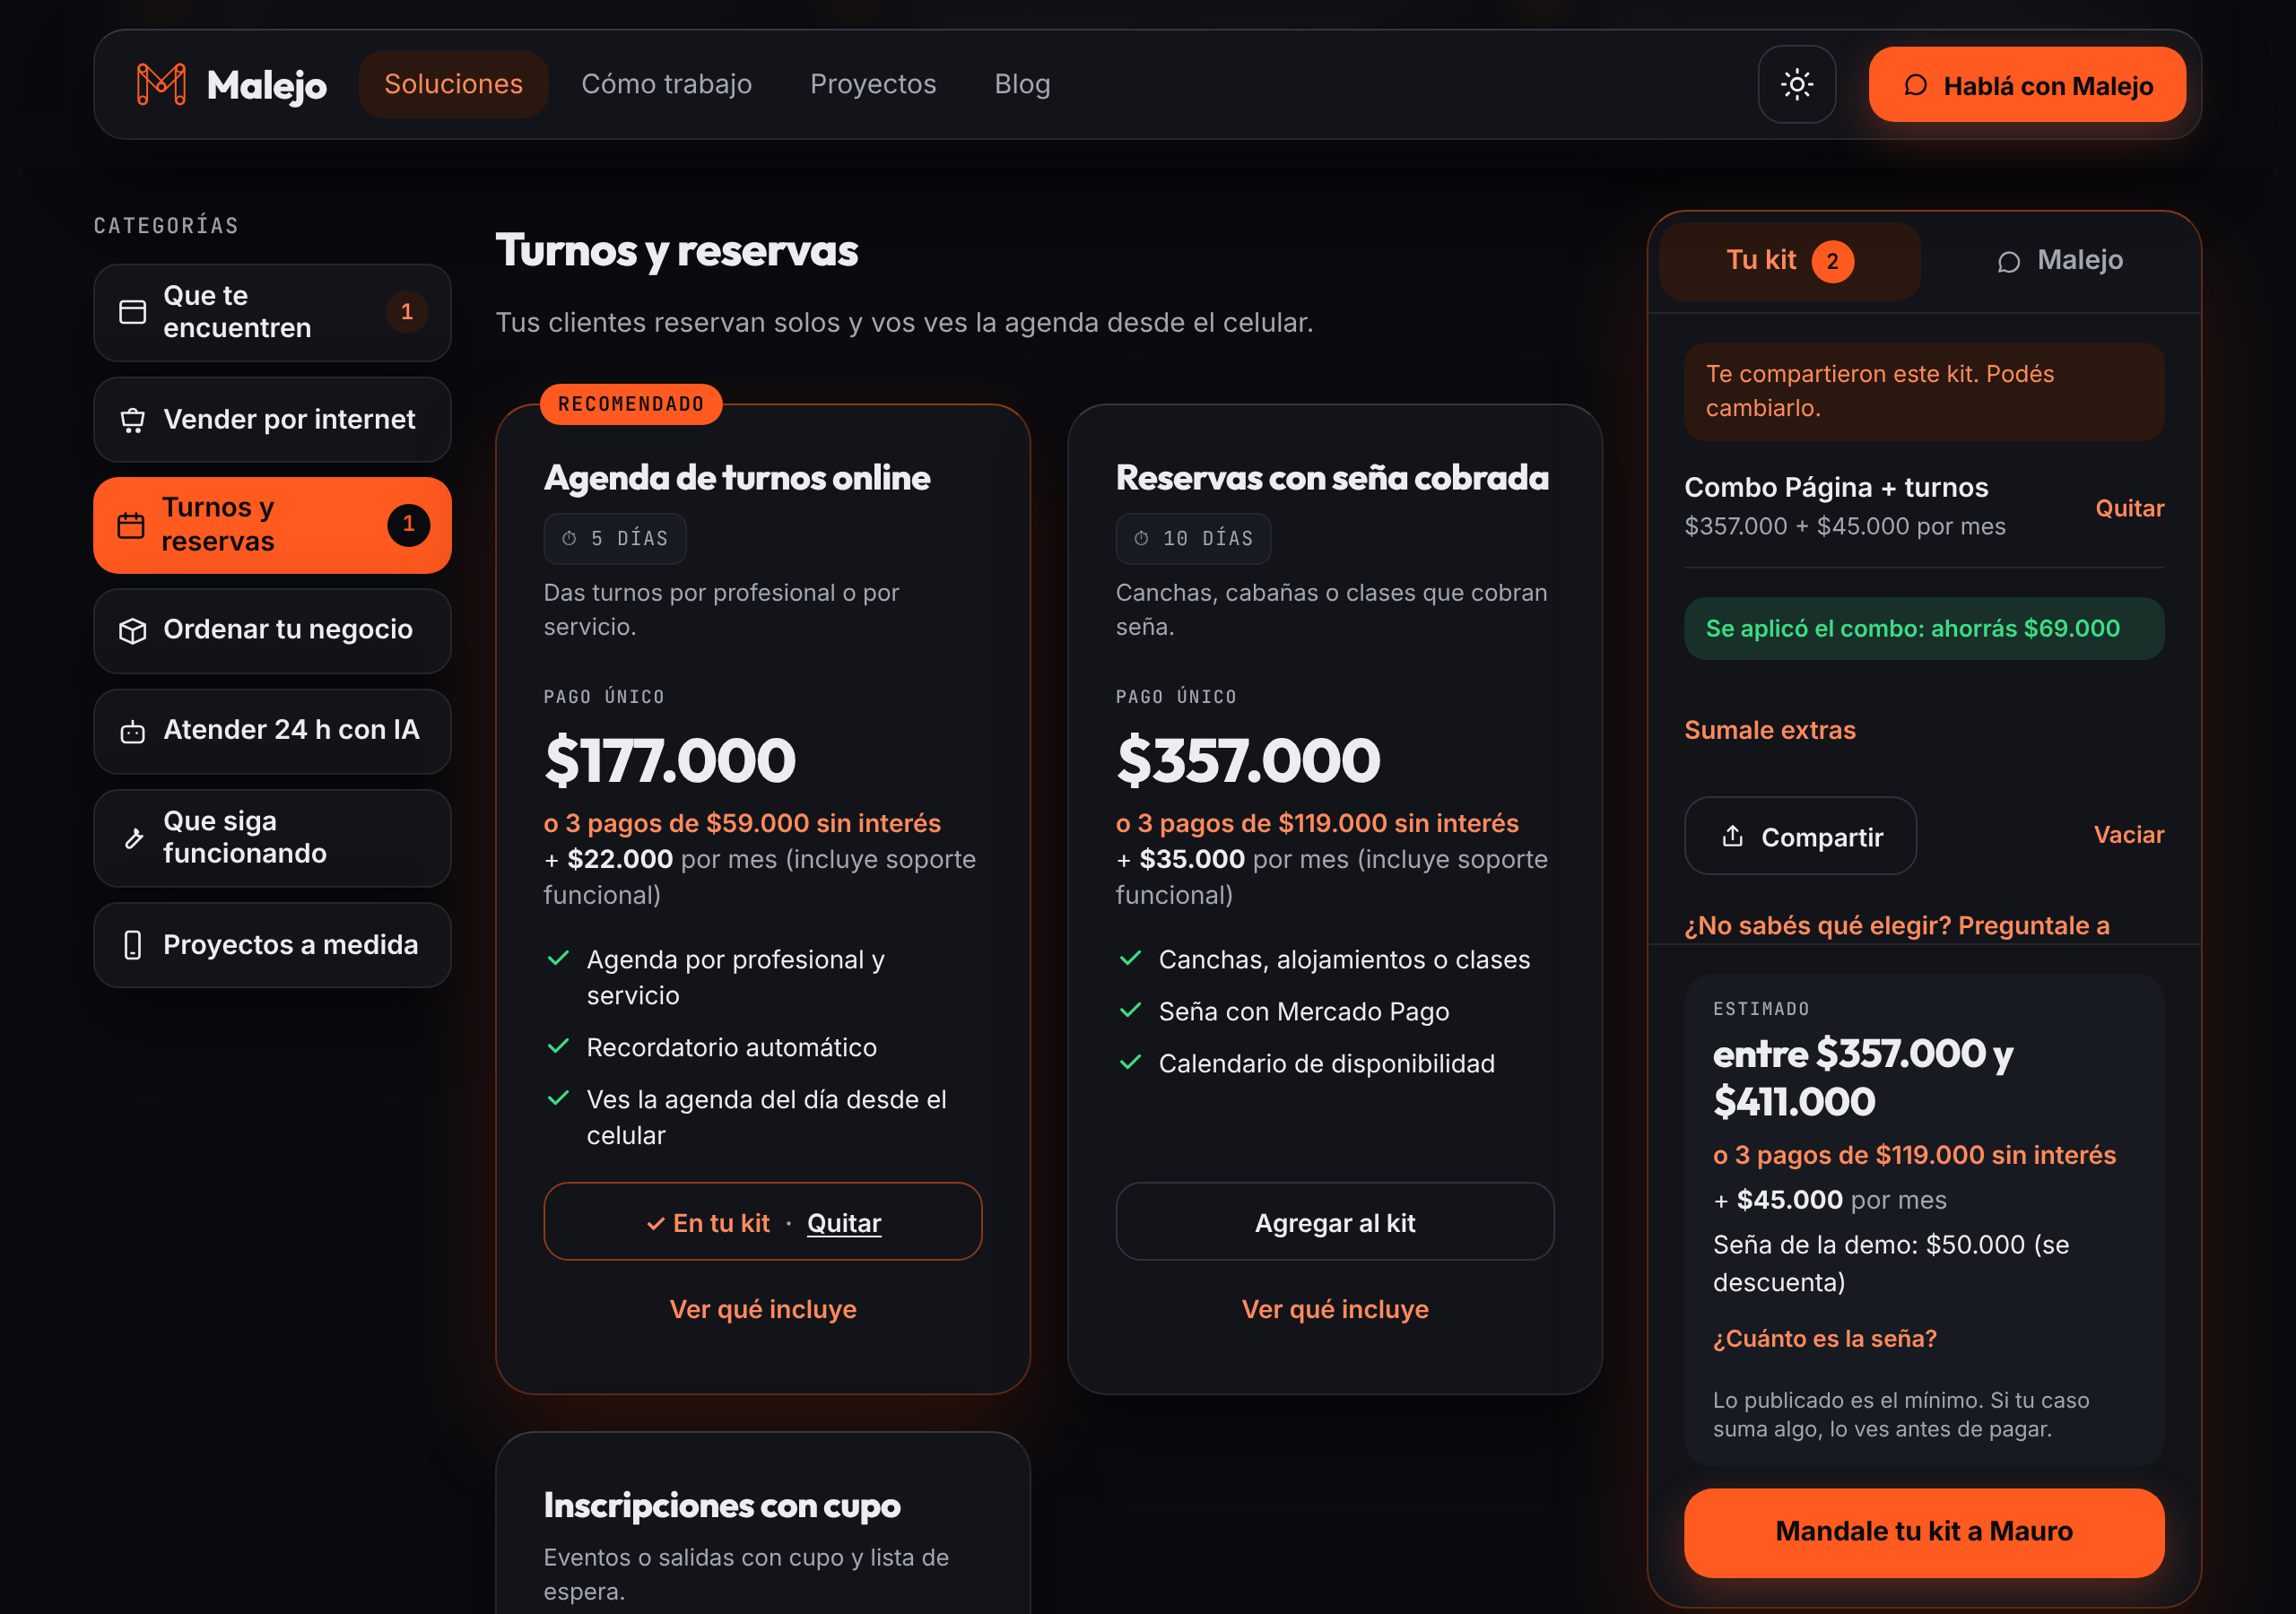 Malejo
Soluciones
Cómo trabajo
Proyectos
Blog
Hablá con Malejo
CATEGORÍAS
Que te
encuentren
1
Vender por internet
Turnos y
reservas
1
Ordenar tu negocio
Atender 24 h con IA
Que siga
funcionando
Proyectos a medida
Turnos y reservas
Tus clientes reservan solos y vos ves la agenda desde el celular.
RECOMENDADO
Agenda de turnos online
5 DÍAS
Das turnos por profesional o por
servicio.
PAGO ÚNICO
$177.000
o 3 pagos de $59.000 sin interés
+ $22.000 por mes (incluye soporte
funcional)
Agenda por profesional y
servicio
Recordatorio automático
Ves la agenda del día desde el
celular
✓ En tu kit · Quitar
Ver qué incluye
Reservas con seña cobrada
10 DÍAS
Canchas, cabañas o clases que cobran
seña.
PAGO ÚNICO
$357.000
o 3 pagos de $119.000 sin interés
+ $35.000 por mes (incluye soporte
funcional)
Canchas, alojamientos o clases
Seña con Mercado Pago
Calendario de disponibilidad
Agregar al kit
Ver qué incluye
Inscripciones con cupo
Eventos o salidas con cupo y lista de
espera.
Tu kit 2
Malejo
Te compartieron este kit. Podés
cambiarlo.
Combo Página + turnos
$357.000 + $45.000 por mes
Quitar
Se aplicó el combo: ahorrás $69.000
Sumale extras
Compartir
Vaciar
¿No sabés qué elegir? Preguntale a
ESTIMADO
entre $357.000 y
$411.000
o 3 pagos de $119.000 sin interés
+ $45.000 por mes
Seña de la demo: $50.000 (se
descuenta)
¿Cuánto es la seña?
Lo publicado es el mínimo. Si tu caso
suma algo, lo ves antes de pagar.
Mandale tu kit a Mauro